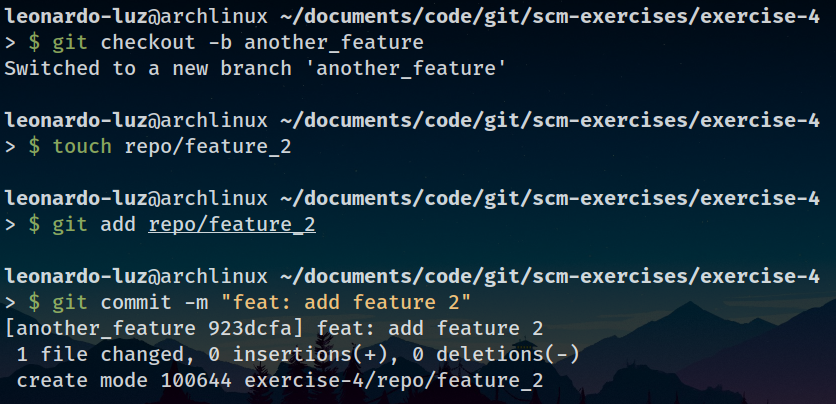 leonardo-luz@archlinux ~/documents/code/git/scm-exercises/exercise-4
> $ git checkout -b another_feature
Switched to a new branch 'another_feature'
leonardo-luz@archlinux ~/documents/code/git/scm-exercises/exercise-4
> $ touch repo/feature_2
leonardo-luz@archlinux ~/documents/code/git/scm-exercises/exercise-4
> $ git add repo/feature_2
leonardo-luz@archlinux ~/documents/code/git/scm-exercises/exercise-4
> $ git commit -m "feat: add feature 2"
[another_feature 923dcfa] feat: add feature 2
 1 file changed, 0 insertions(+), 0 deletions(-)
 create mode 100644 exercise-4/repo/feature_2